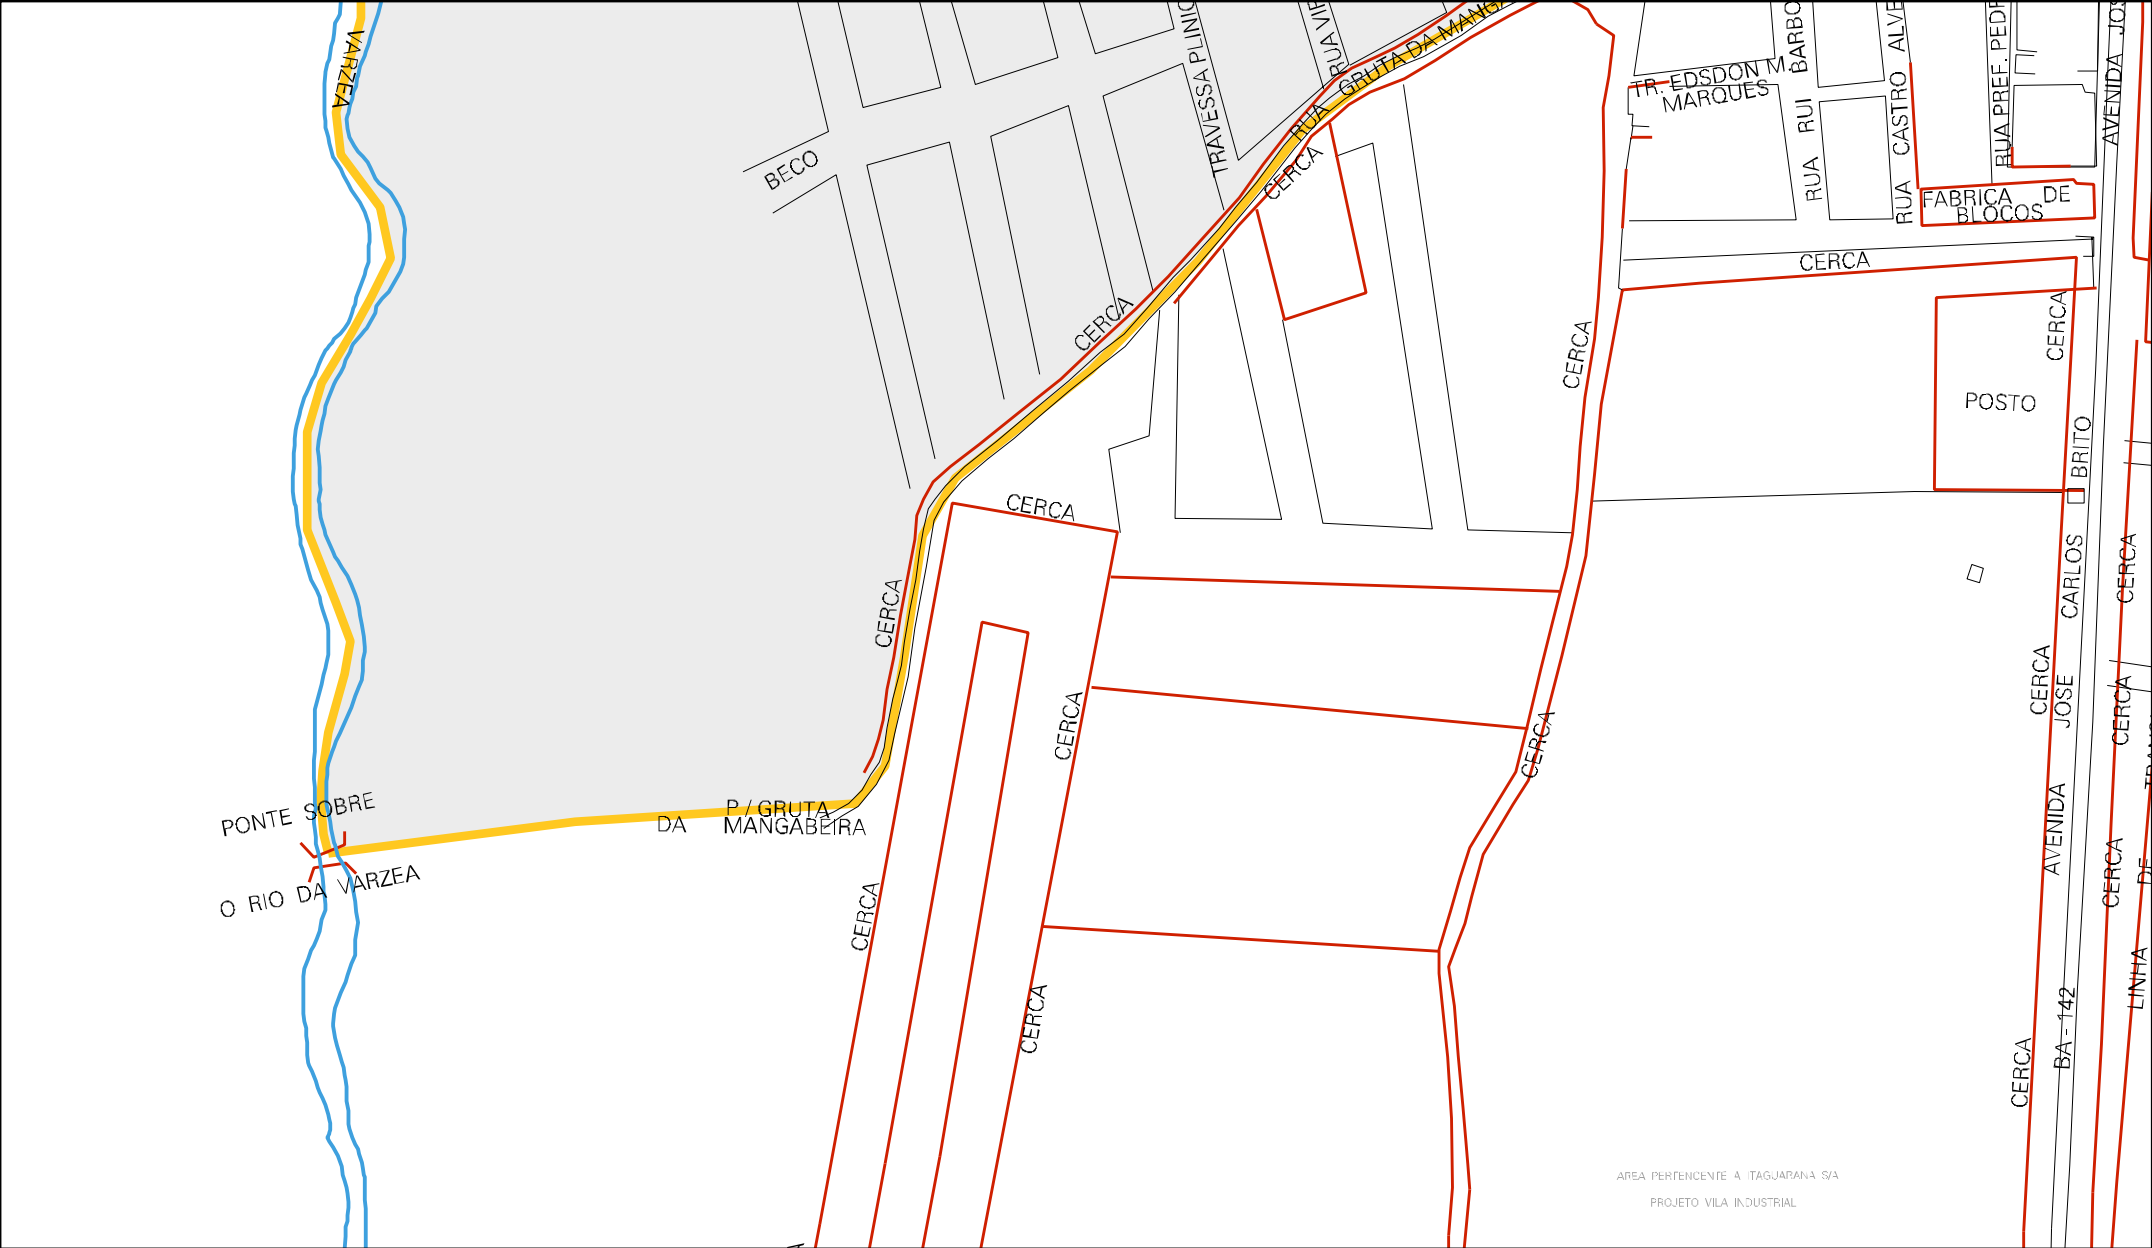 VARZEA
BECO
TRAVESSA PLINIO
RUA GRUTA DA
CERCA
CERCA
CERCA
CERCA
CERCA
CERCA
CERCA
CERCA
CERCA
TR. EDSDON M.
MARQUES
RUA RUI BARBO
RUA CASTRO ALVE
RUA PREF. PEDR
AVENIDA JOS
FABRICA DE
BLOCOS
CERCA
CERCA
POSTO
AVENIDA JOSE CARLOS BRITO
BA - 142
CERCA
CERCA
CERCA
CERCA
CERCA
LINHA DE
PONTE SOBRE
O RIO DA VARZEA
P / GRUTA
DA MANGABEIRA
AREA PERTENCENTE A ITAGUARANA S/A
PROJETO VILA INDUSTRIAL